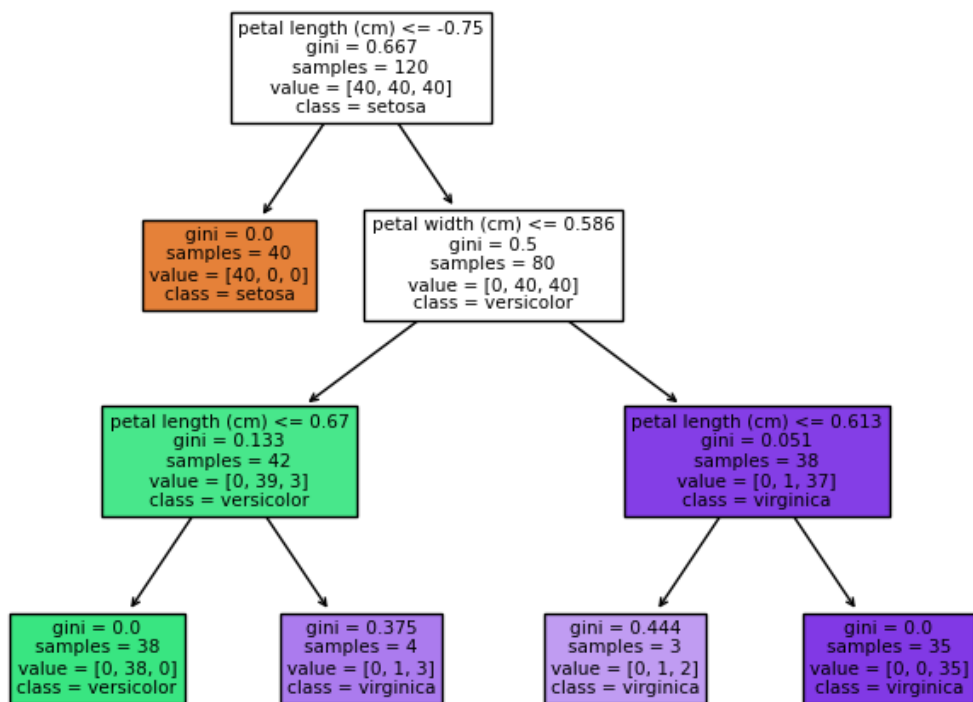 petal length (cm) <= -0.75
gini = 0.667
samples = 120
value = [40, 40, 40]
class = setosa
gini = 0.0
samples = 40
value = [40, 0, 0]
class = setosa
petal width (cm) <= 0.586
gini = 0.5
samples = 80
value = [0, 40, 40]
class = versicolor
petal length (cm) <= 0.67
gini = 0.133
samples = 42
value = [0, 39, 3]
class = versicolor
petal length (cm) <= 0.613
gini = 0.051
samples = 38
value = [0, 1, 37]
class = virginica
gini = 0.0
samples = 38
value = [0, 38, 0]
class = versicolor
gini = 0.375
samples = 4
value = [0, 1, 3]
class = virginica
gini = 0.444
samples = 3
value = [0, 1, 2]
class = virginica
gini = 0.0
samples = 35
value = [0, 0, 35]
class = virginica